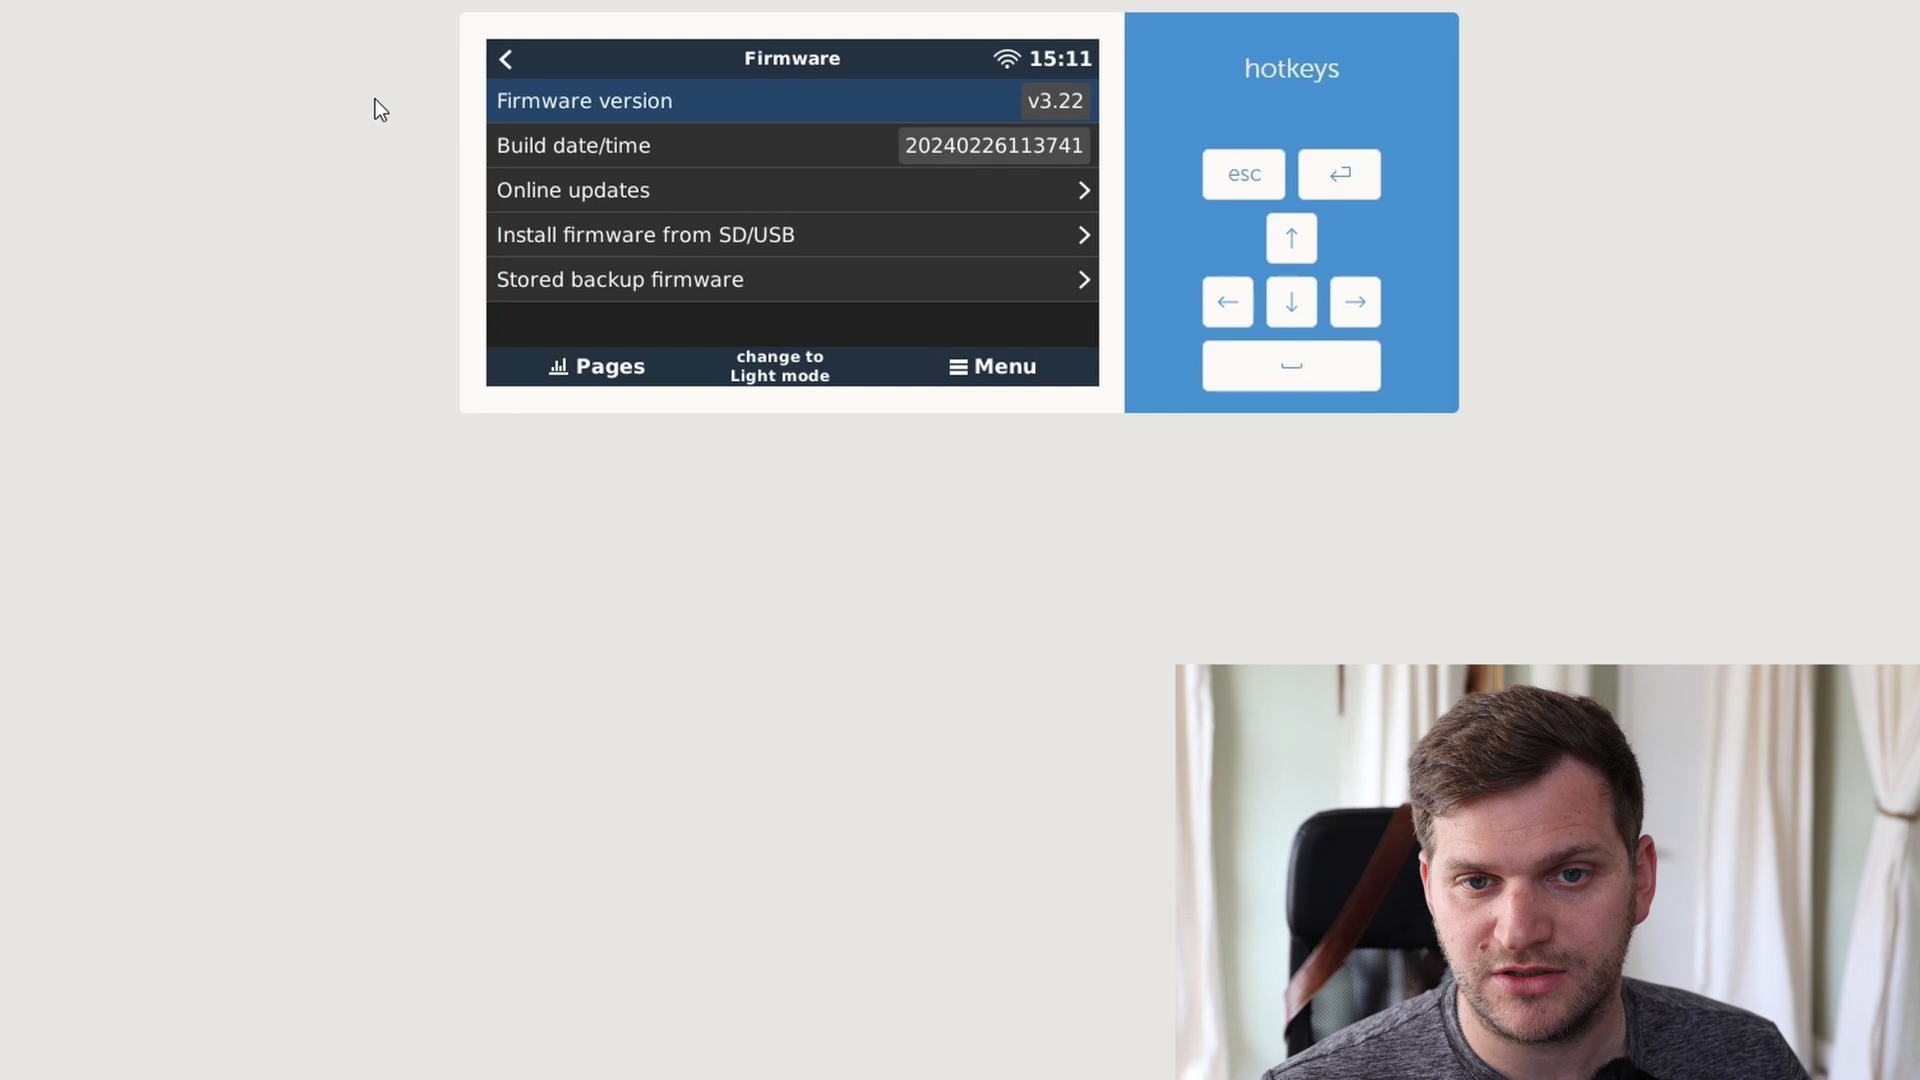 Firmware
15:11
Firmware version
v3.22
Build date/time
20240226113741
Online updates
Install firmware from SD/USB
Stored backup firmware
Pages
change to
Light mode
Menu
hotkeys
esc